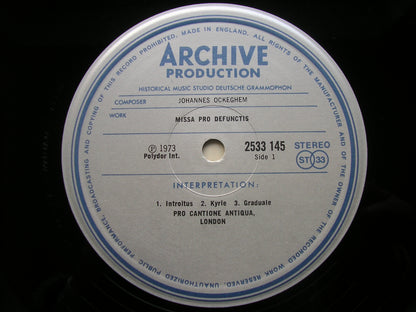 ALL RIGHTS OF THE MANUFACTURER AND OF THE OWNER OF THE RECORDED WORK RESERVED. UNAUTHORIZED PUBLIC PERFORMANCE, BROADCASTING AND COPYING OF THIS RECORD PROHIBITED. MADE IN GERMANY.
ARCHIVE
PRODUCTION
HISTORICAL MUSIC STUDIO DEUTSCHE GRAMMOPHON
COMPOSER JOHANNES OCKEGHEM
WORK MISSA PRO DEFUNCTIS
℗ 1973 2533 145 STEREO
Polydor Int. Side 1 ST 33
INTERPRETATION:
1. Introitus 2. Kyrie 3. Graduale
PRO CANTIONE ANTIQUA,
LONDON